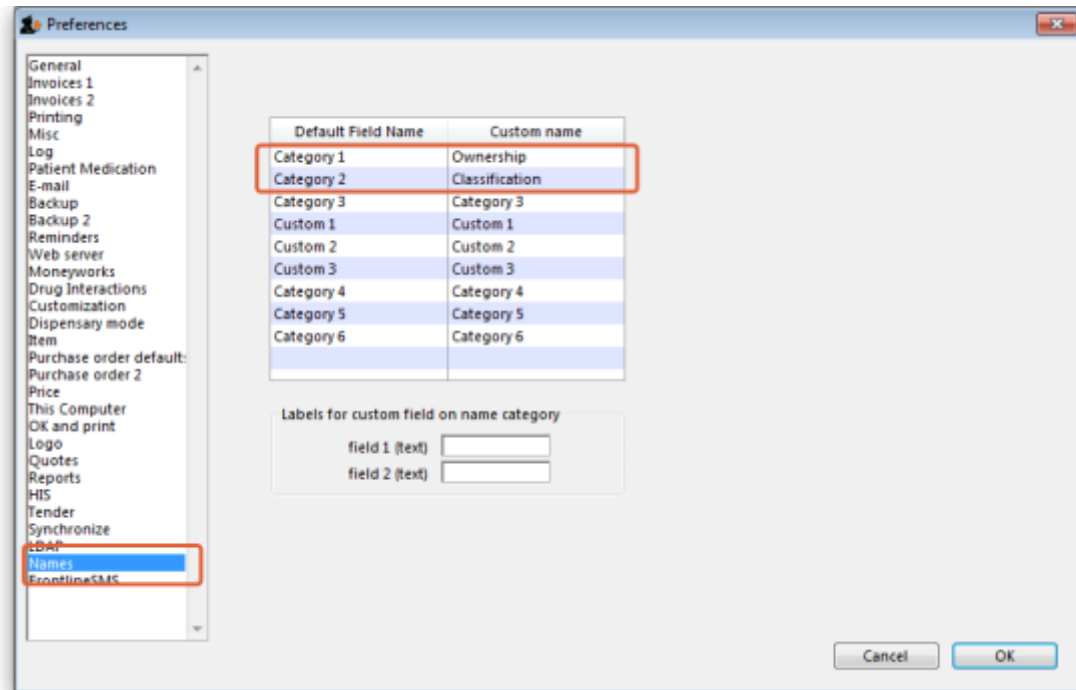 Preferences
General
Invoices 1
Invoices 2
Printing
Misc
Log
Patient Medication
E-mail
Backup
Backup 2
Reminders
Web server
Moneyworks
Drug Interactions
Customization
Dispensary mode
Item
Purchase order default:
Purchase order 2
Price
This Computer
OK and print
Logo
Quotes
Reports
HIS
Tender
Synchronize
LDAP
Names
FrontlineSMS
Default Field Name Custom name
Category 1 Ownership
Category 2 Classification
Category 3 Category 3
Custom 1 Custom 1
Custom 2 Custom 2
Custom 3 Custom 3
Category 4 Category 4
Category 5 Category 5
Category 6 Category 6
Labels for custom field on name category
field 1 (text)
field 2 (text)
Cancel OK